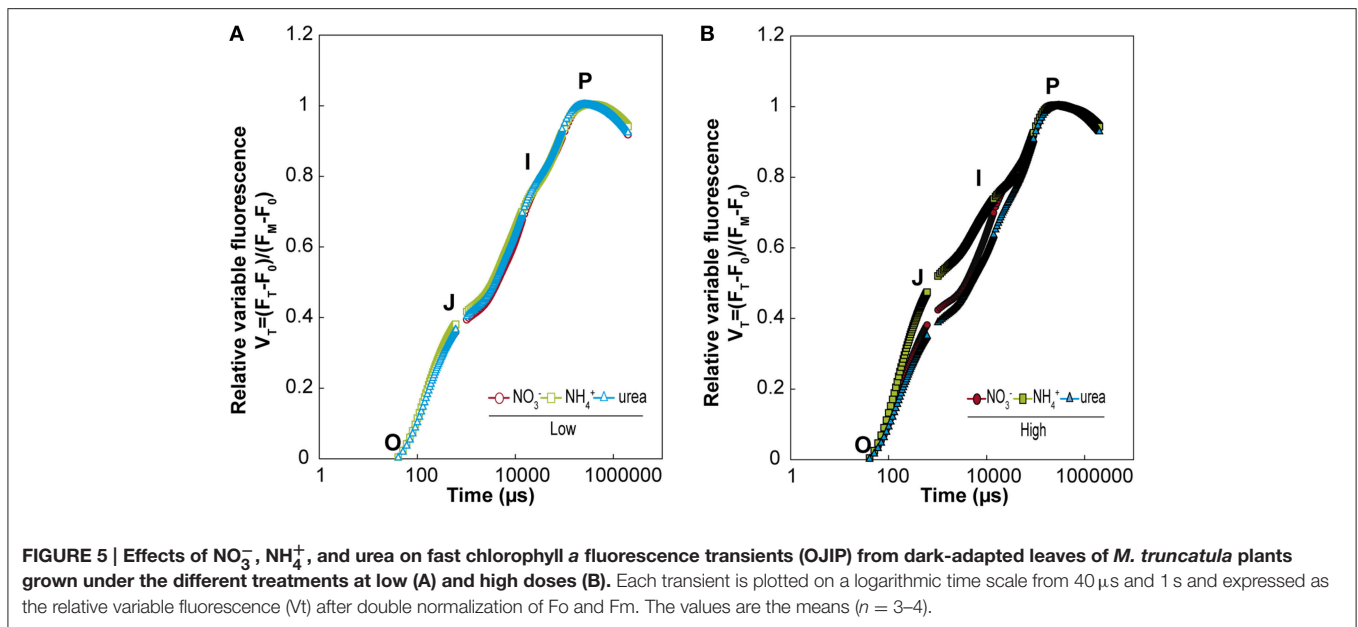 A
1.2
1
0.8
0.6
0.4
0.2
0
Relative variable fluorescence
V_T=(F_T-F_0)/(F_M-F_0)
O
J
I
P
NO₃⁻ NH₄⁺ urea
Low
1 100 10000 1000000
Time (µs)
B
1.2
1
0.8
0.6
0.4
0.2
0
Relative variable fluorescence
V_T=(F_T-F_0)/(F_M-F_0)
O
J
I
P
NO₃⁻ NH₄⁺ urea
High
1 100 10000 1000000
Time (µs)
FIGURE 5 | Effects of NO₃⁻, NH₄⁺, and urea on fast chlorophyll a fluorescence transients (OJIP) from dark-adapted leaves of M. truncatula plants
grown under the different treatments at low (A) and high doses (B). Each transient is plotted on a logarithmic time scale from 40 µs and 1 s and expressed as
the relative variable fluorescence (Vt) after double normalization of Fo and Fm. The values are the means (n = 3–4).